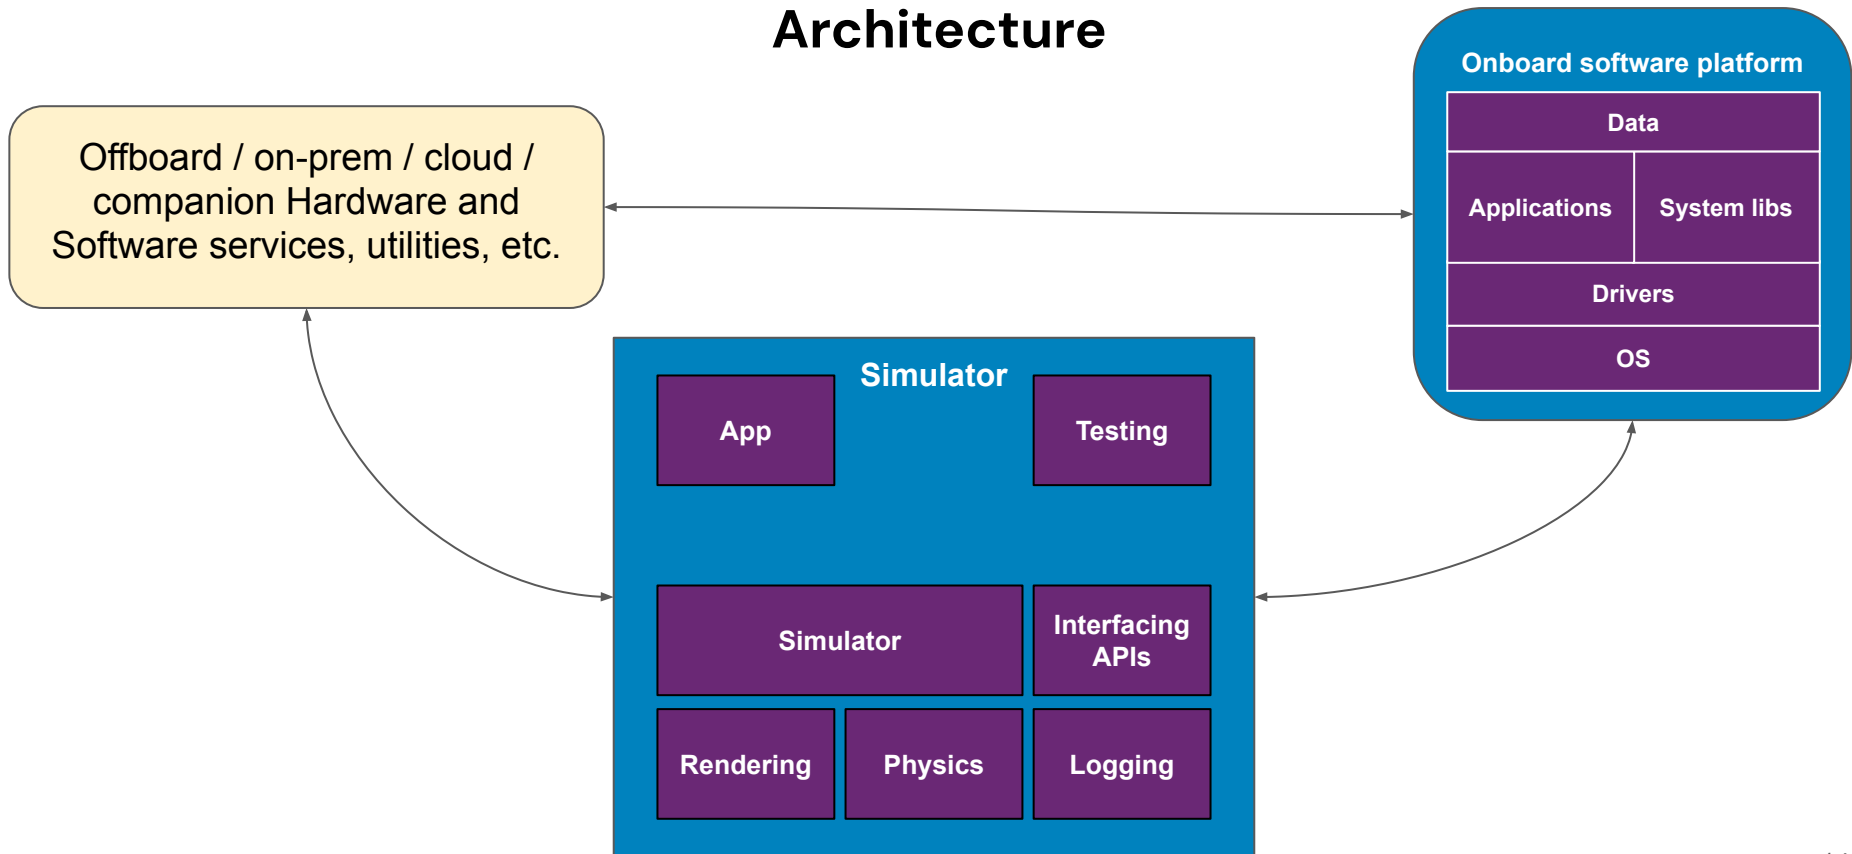 Architecture
Offboard / on-prem / cloud /
companion Hardware and
Software services, utilities, etc.
Onboard software platform
Data
Applications
System libs
Drivers
OS
Simulator
App
Testing
Simulator
Interfacing
APIs
Rendering
Physics
Logging